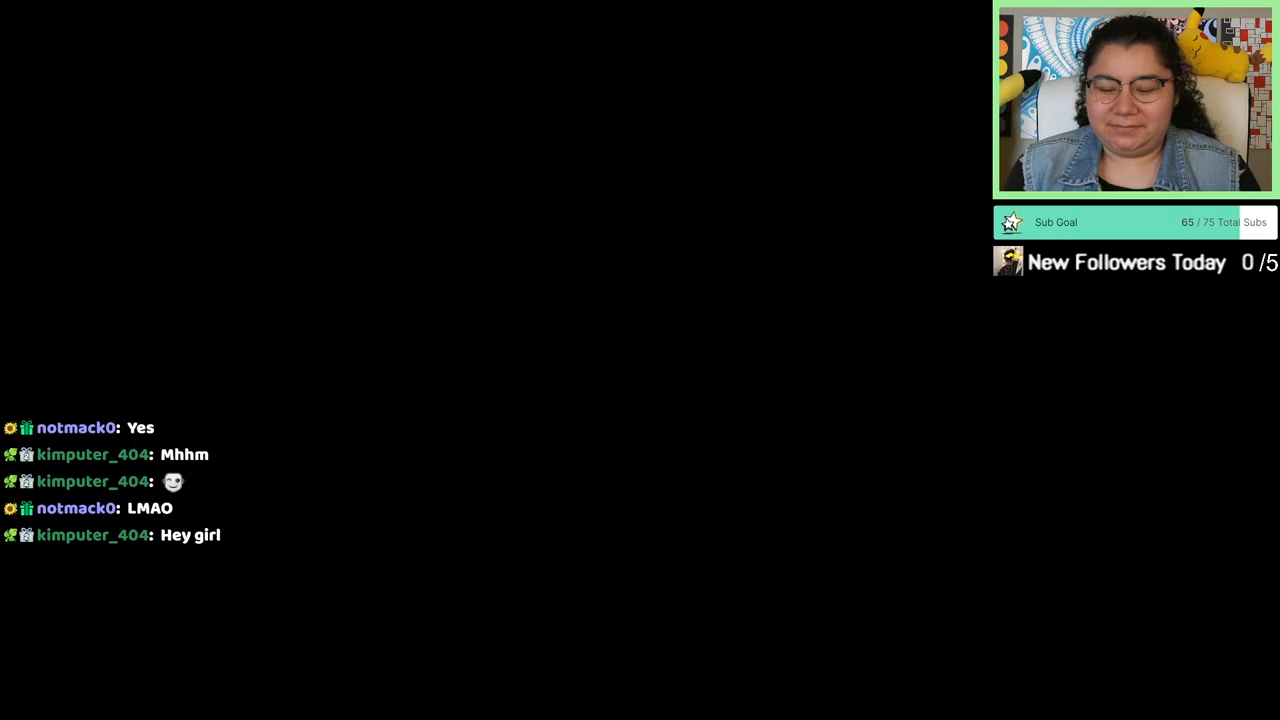 Sub Goal 65 / 75 Total Subs
New Followers Today 0 /5
notmack0: Yes
kimputer_404: Mhhm
kimputer_404:
notmack0: LMAO
kimputer_404: Hey girl